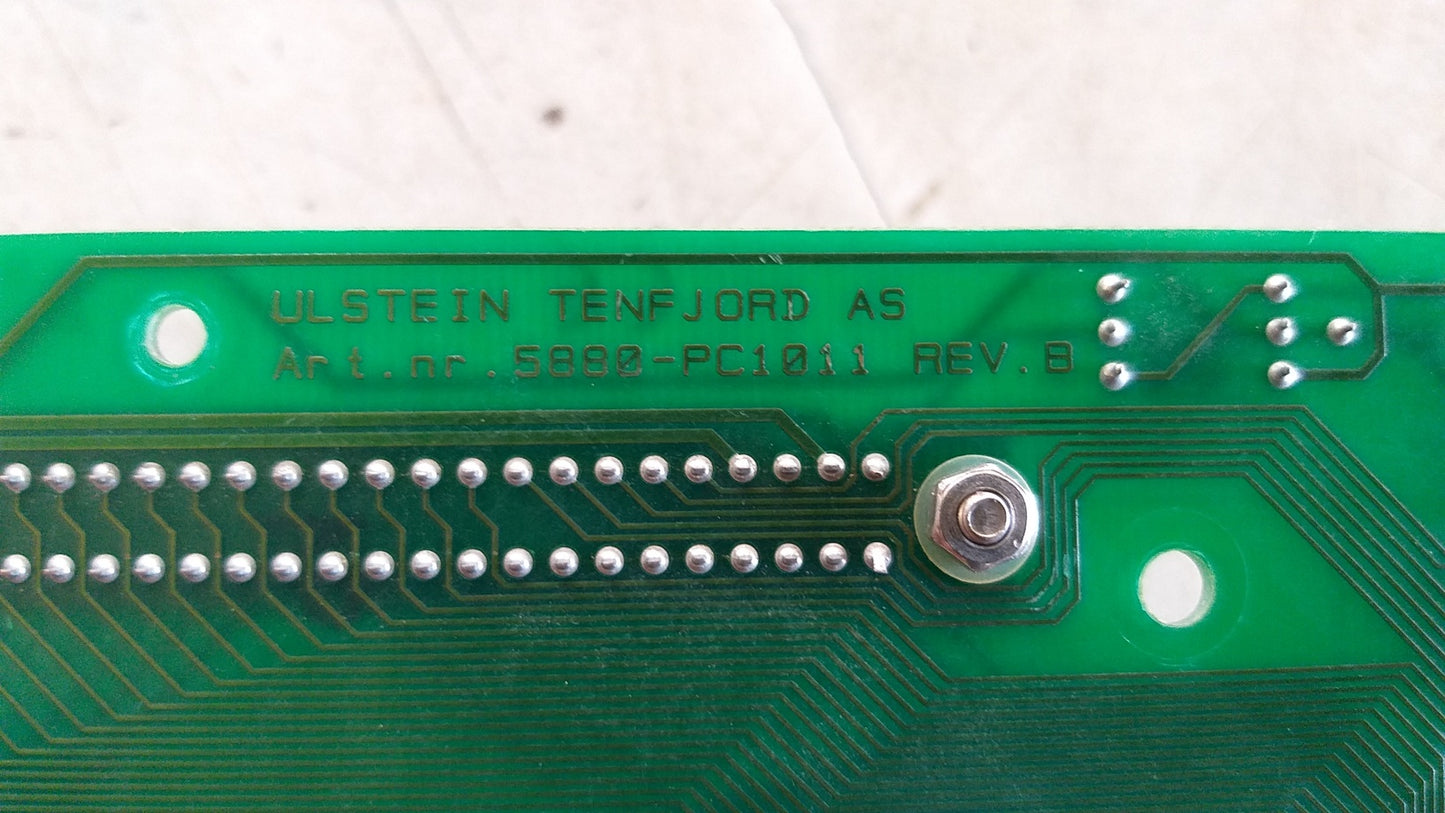 ULSTEIN TENFJORD AS
Art.nr.5880-PC1011 REV.B